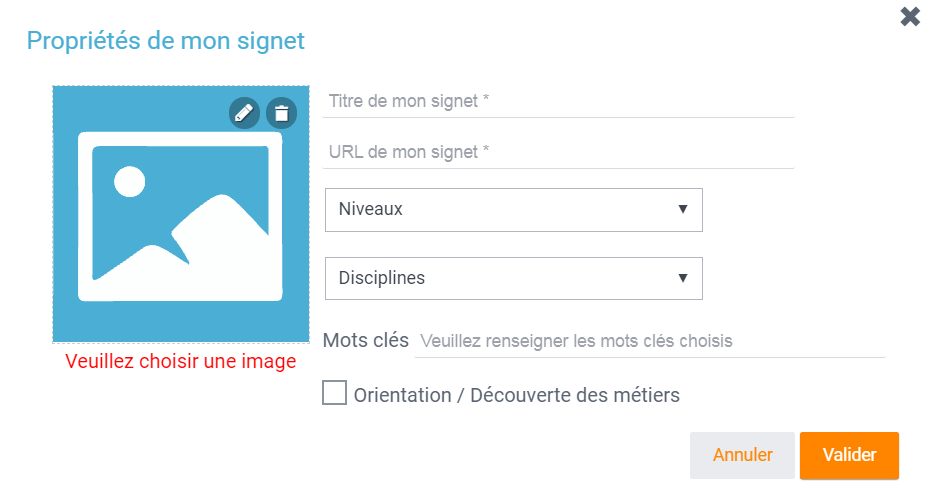 Propriétés de mon signet
Titre de mon signet *
URL de mon signet *
Niveaux
Disciplines
Mots clés Veuillez renseigner les mots clés choisis
Veuillez choisir une image
Orientation / Découverte des métiers
Annuler Valider